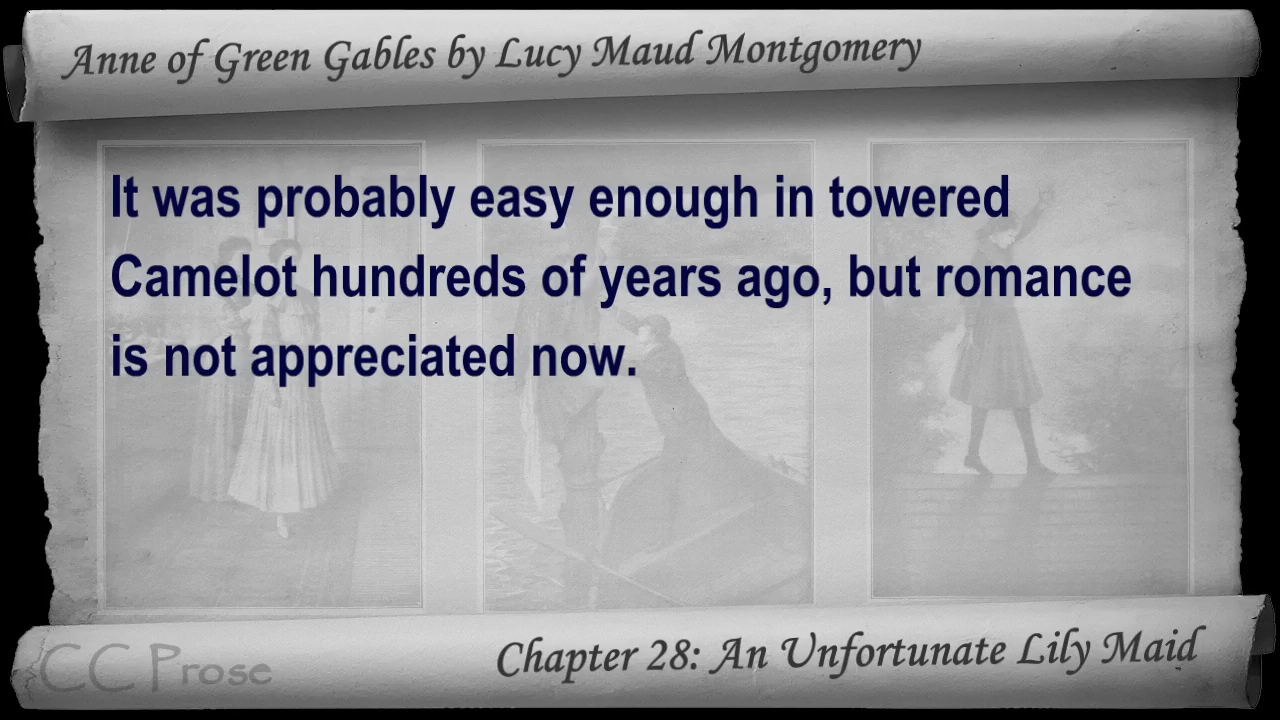 Anne of Green Gables by Lucy Maud Montgomery
It was probably easy enough in towered
Camelot hundreds of years ago, but romance
is not appreciated now.
CC Prose
Chapter 28: An Unfortunate Lily Maid